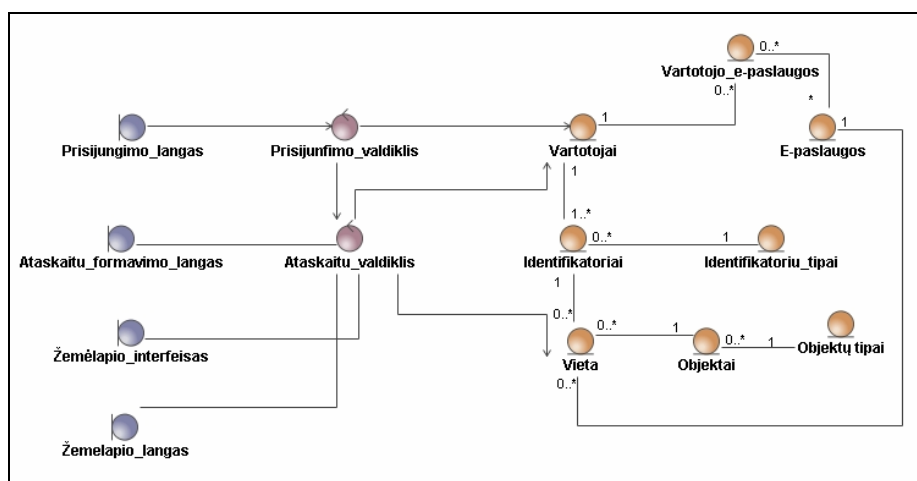 0..*
Vartotojo_e-paslaugos
0..*
*
1
1
Prisijungimo_langas
Prisijunfimo_valdiklis
Vartotojai
E-paslaugos
1
1..*
0..*
1
Ataskaitu_formavimo_langas
Ataskaitu_valdiklis
Identifikatoriai
Identifikatoriu_tipai
1
0..*
0..*
1
0..*
1
Žemėlapio_interfeisas
Vieta
Objektai
Objektų tipai
0..*
Žemelapio_langas